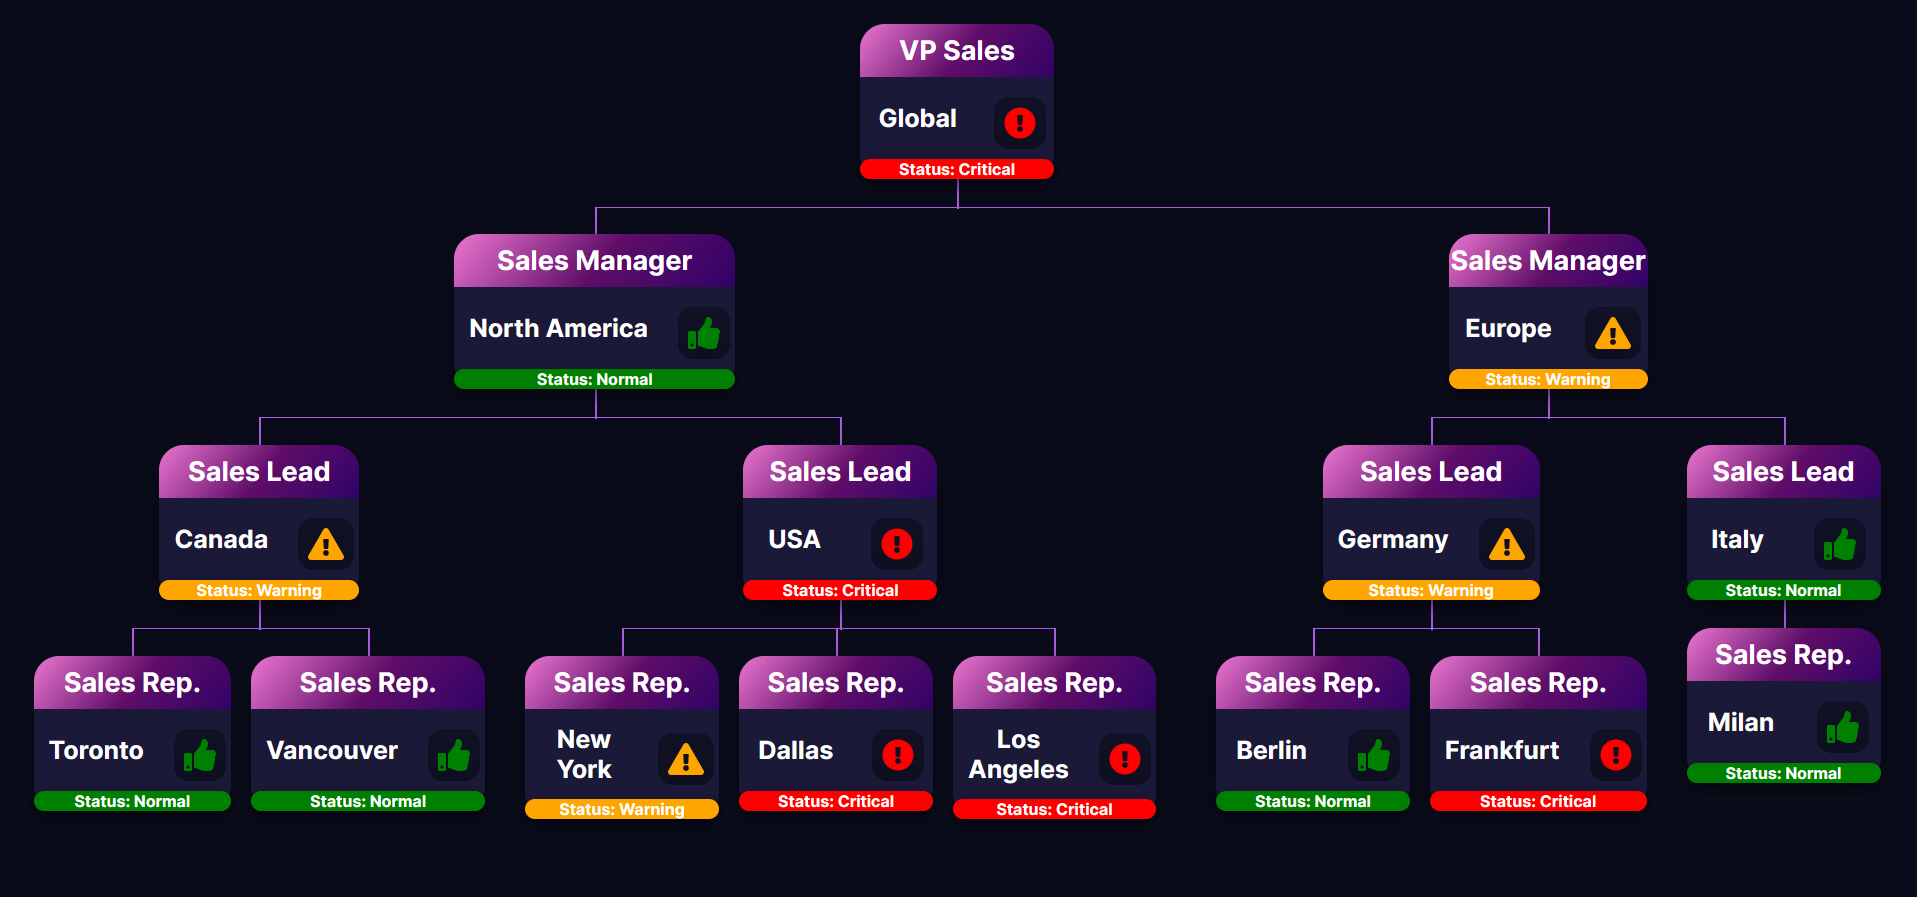 VP Sales
Global
Status: Critical
Sales Manager
North America
Status: Normal
Sales Manager
Europe
Status: Warning
Sales Lead
Canada
Status: Warning
Sales Lead
USA
Status: Critical
Sales Lead
Germany
Status: Warning
Sales Lead
Italy
Status: Normal
Sales Rep.
Toronto
Status: Normal
Sales Rep.
Vancouver
Status: Normal
Sales Rep.
New
York
Status: Warning
Sales Rep.
Dallas
Status: Critical
Sales Rep.
Los
Angeles
Status: Critical
Sales Rep.
Berlin
Status: Normal
Sales Rep.
Frankfurt
Status: Critical
Sales Rep.
Milan
Status: Normal